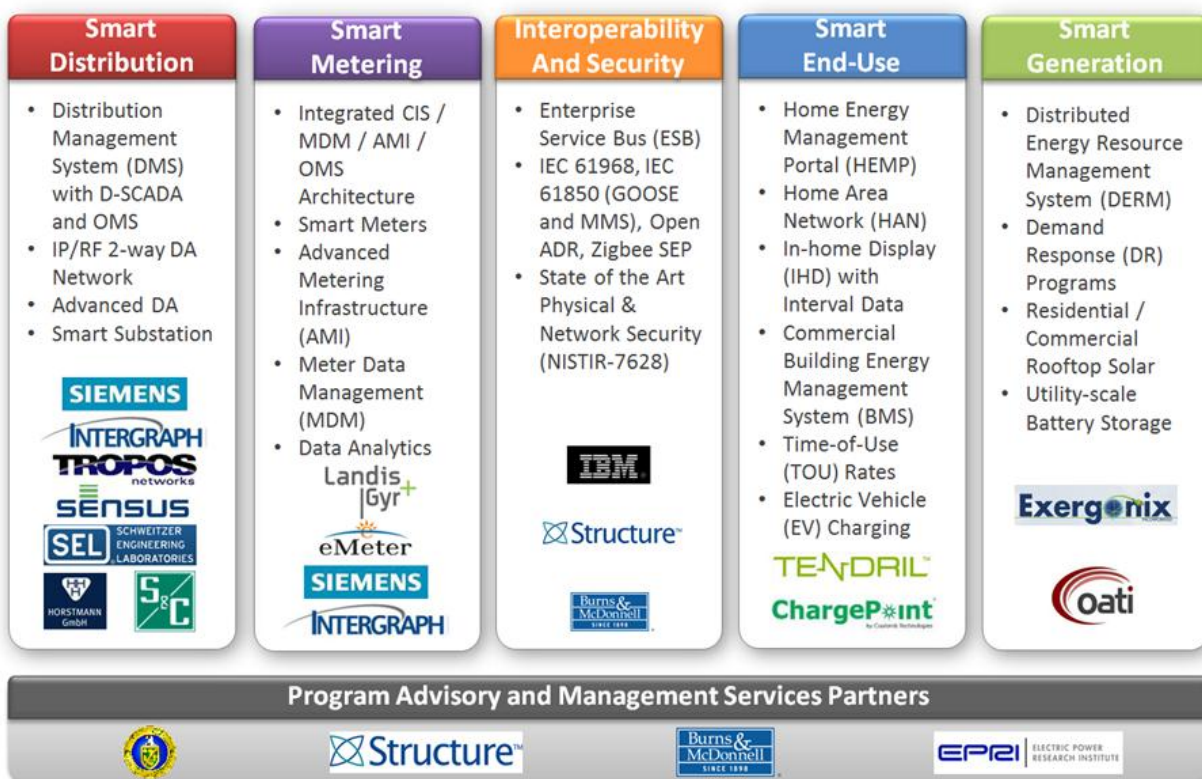 Smart
Distribution
• Distribution
Management
System (DMS)
with D-SCADA
and OMS
• IP/RF 2-way DA
Network
• Advanced DA
• Smart Substation
SIEMENS
INTERGRAPH
TROPOS
networks
SENSUS
SEL SCHWEITZER
ENGINEERING
LABORATORIES
HORSTMANN
GmbH
S&C
Smart
Metering
• Integrated CIS /
MDM / AMI /
OMS
Architecture
• Smart Meters
• Advanced
Metering
Infrastructure
(AMI)
• Meter Data
Management
(MDM)
• Data Analytics
Landis
|Gyr+
eMeter
SIEMENS
INTERGRAPH
Interoperability
And Security
• Enterprise
Service Bus (ESB)
• IEC 61968, IEC
61850 (GOOSE
and MMS), Open
ADR, Zigbee SEP
• State of the Art
Physical &
Network Security
(NISTIR-7628)
IBM
Structure™
Burns &
McDonnell
SINCE 1898
Smart
End-Use
• Home Energy
Management
Portal (HEMP)
• Home Area
Network (HAN)
• In-home Display
(IHD) with
Interval Data
• Commercial
Building Energy
Management
System (BMS)
• Time-of-Use
(TOU) Rates
• Electric Vehicle
(EV) Charging
TENDRIL™
ChargePoint
by Coulomb Technologies
Smart
Generation
• Distributed
Energy Resource
Management
System (DERM)
• Demand
Response (DR)
Programs
• Residential /
Commercial
Rooftop Solar
• Utility-scale
Battery Storage
Exergonix
oati
Program Advisory and Management Services Partners
Structure™
Burns &
McDonnell
SINCE 1898
EPRI ELECTRIC POWER
RESEARCH INSTITUTE